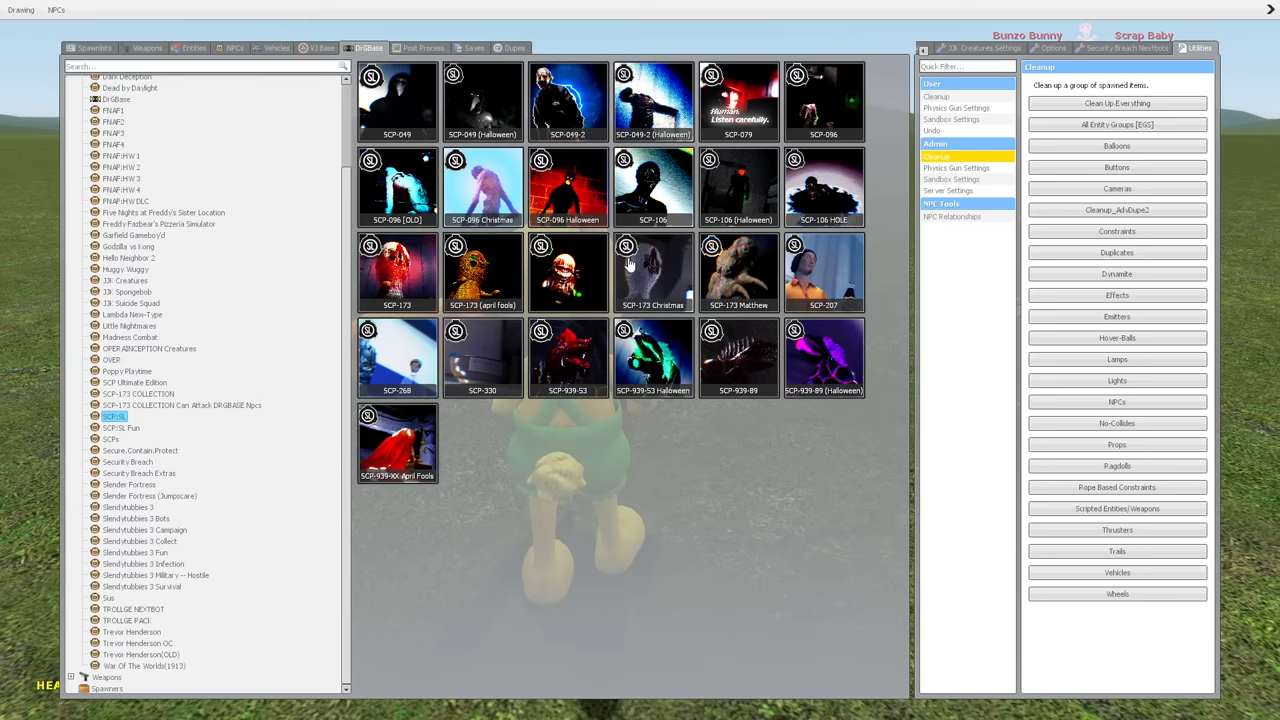 Drawing NPCs
Bunzo Bunny Scrap Baby
Spawnlists Weapons Entities NPCs Vehicles VJ Base DrGBase Post Process Saves Dupes
JJK Creatures Settings Options Security Breach Nextbots Utilities
Search...
Dark Deception
Dead by Daylight
DrGBase
FNAF1
FNAF2
FNAF3
FNAF4
FNAF:HW 1
FNAF:HW 2
FNAF:HW 3
FNAF:HW 4
FNAF:HW DLC
Five Nights at Freddy's Sister Location
Freddy Fazbear's Pizzeria Simulator
Garfield Gameboy'd
Godzilla vs Kong
Hello Neighbor 2
Huggy Wuggy
JJK Creatures
JJK Spongebob
JJK Suicide Squad
Lambda New-Type
Little Nightmares
Madness Combat
OPERAINCEPTION Creatures
OVER
Poppy Playtime
SCP Ultimate Edition
SCP-173 COLLECTION
SCP-173 COLLECTION Can Attack DRGBASE Npcs
SCP:SL
SCP:SL Fun
SCPs
Secure.Contain.Protect
Security Breach
Security Breach Extras
Slender Fortress
Slender Fortress (Jumpscare)
Slendytubbies 3
Slendytubbies 3 Bots
Slendytubbies 3 Campaign
Slendytubbies 3 Collect
Slendytubbies 3 Fun
Slendytubbies 3 Infection
Slendytubbies 3 Military -- Hostile
Slendytubbies 3 Survival
Sus
TROLLGE NEXTBOT
TROLLGE PACK
Trevor Henderson
Trevor Henderson OC
Trevor Henderson(OLD)
War Of The Worlds(1913)
Weapons
Spawners
HEA
Human.
Listen carefully.
SCP-049 SCP-049 (Halloween) SCP-049-2 SCP-049-2 (Halloween) SCP-079 SCP-096
SCP-096 [OLD] SCP-096 Christmas SCP-096 Halloween SCP-106 SCP-106 (Halloween) SCP-106 HOLE
SCP-173 SCP-173 (april fools) SCP-173 Christmas SCP-173 Matthew SCP-207
SCP-268 SCP-330 SCP-939-53 SCP-939-53 Halloween SCP-939-89 SCP-939-89 (Halloween)
SCP-939-XX April Fools
Quick Filter...
User
Cleanup
Physics Gun Settings
Sandbox Settings
Undo
Admin
Cleanup
Physics Gun Settings
Sandbox Settings
Server Settings
NPC Tools
NPC Relationships
Cleanup
Clean up a group of spawned items.
Clean Up Everything
All Entity Groups [EGS]
Balloons
Buttons
Cameras
Cleanup_AdvDupe2
Constraints
Duplicates
Dynamite
Effects
Emitters
Hover-Balls
Lamps
Lights
NPCs
No-Collides
Props
Ragdolls
Rope Based Constraints
Scripted Entities/Weapons
Thrusters
Trails
Vehicles
Wheels